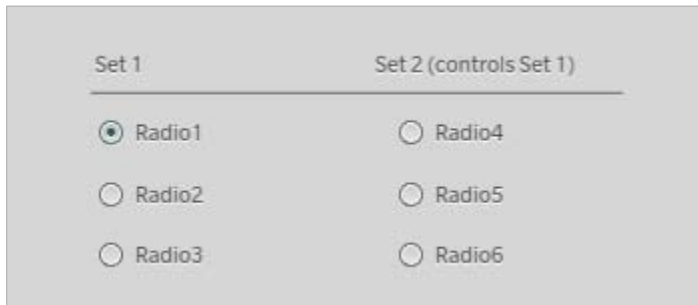 Set 1 Set 2 (controls Set 1)
Radio1 Radio4
Radio2 Radio5
Radio3 Radio6